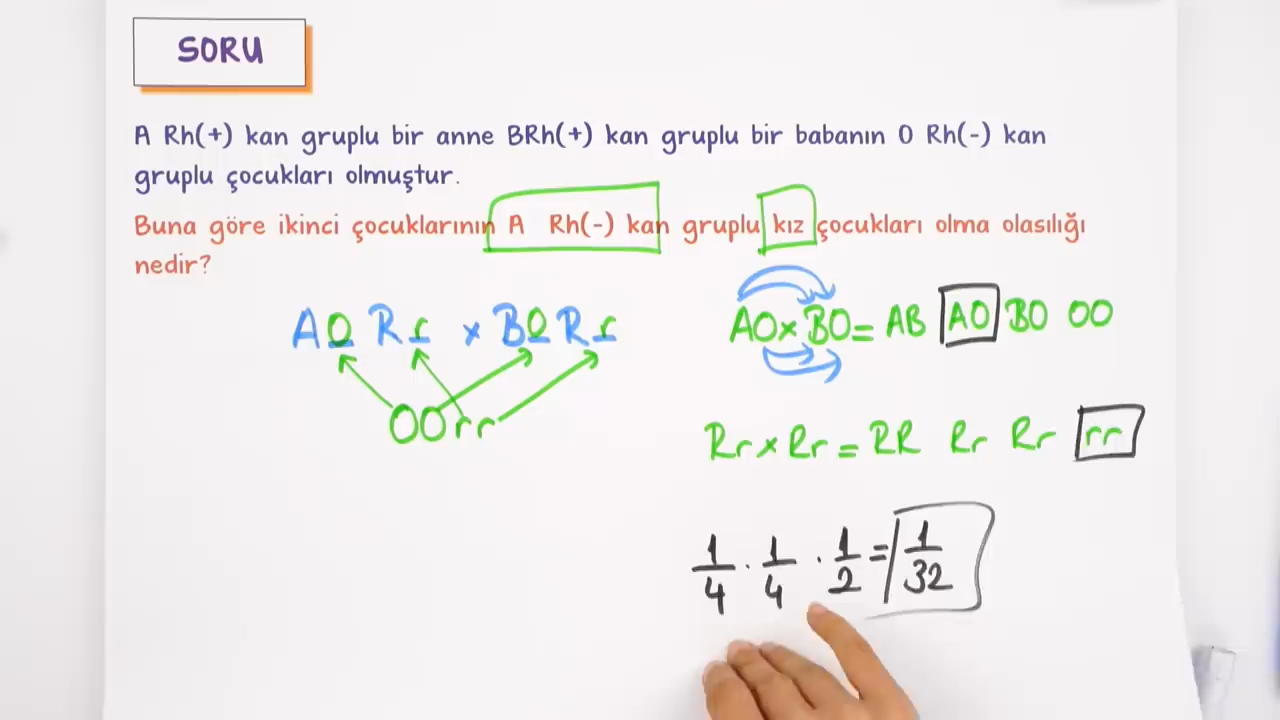 SORU
A Rh(+) kan gruplu bir anne BRh(+) kan gruplu bir babanın 0 Rh(-) kan
gruplu çocukları olmuştur.
Buna göre ikinci çocuklarının A Rh(-) kan gruplu kız çocukları olma olasılığı
nedir?
AO Rr x BO Rr
OOrr
AO x BO = AB AO BO OO
Rr x Rr = RR Rr Rr rr
1/4 . 1/4 . 1/2 = 1/32